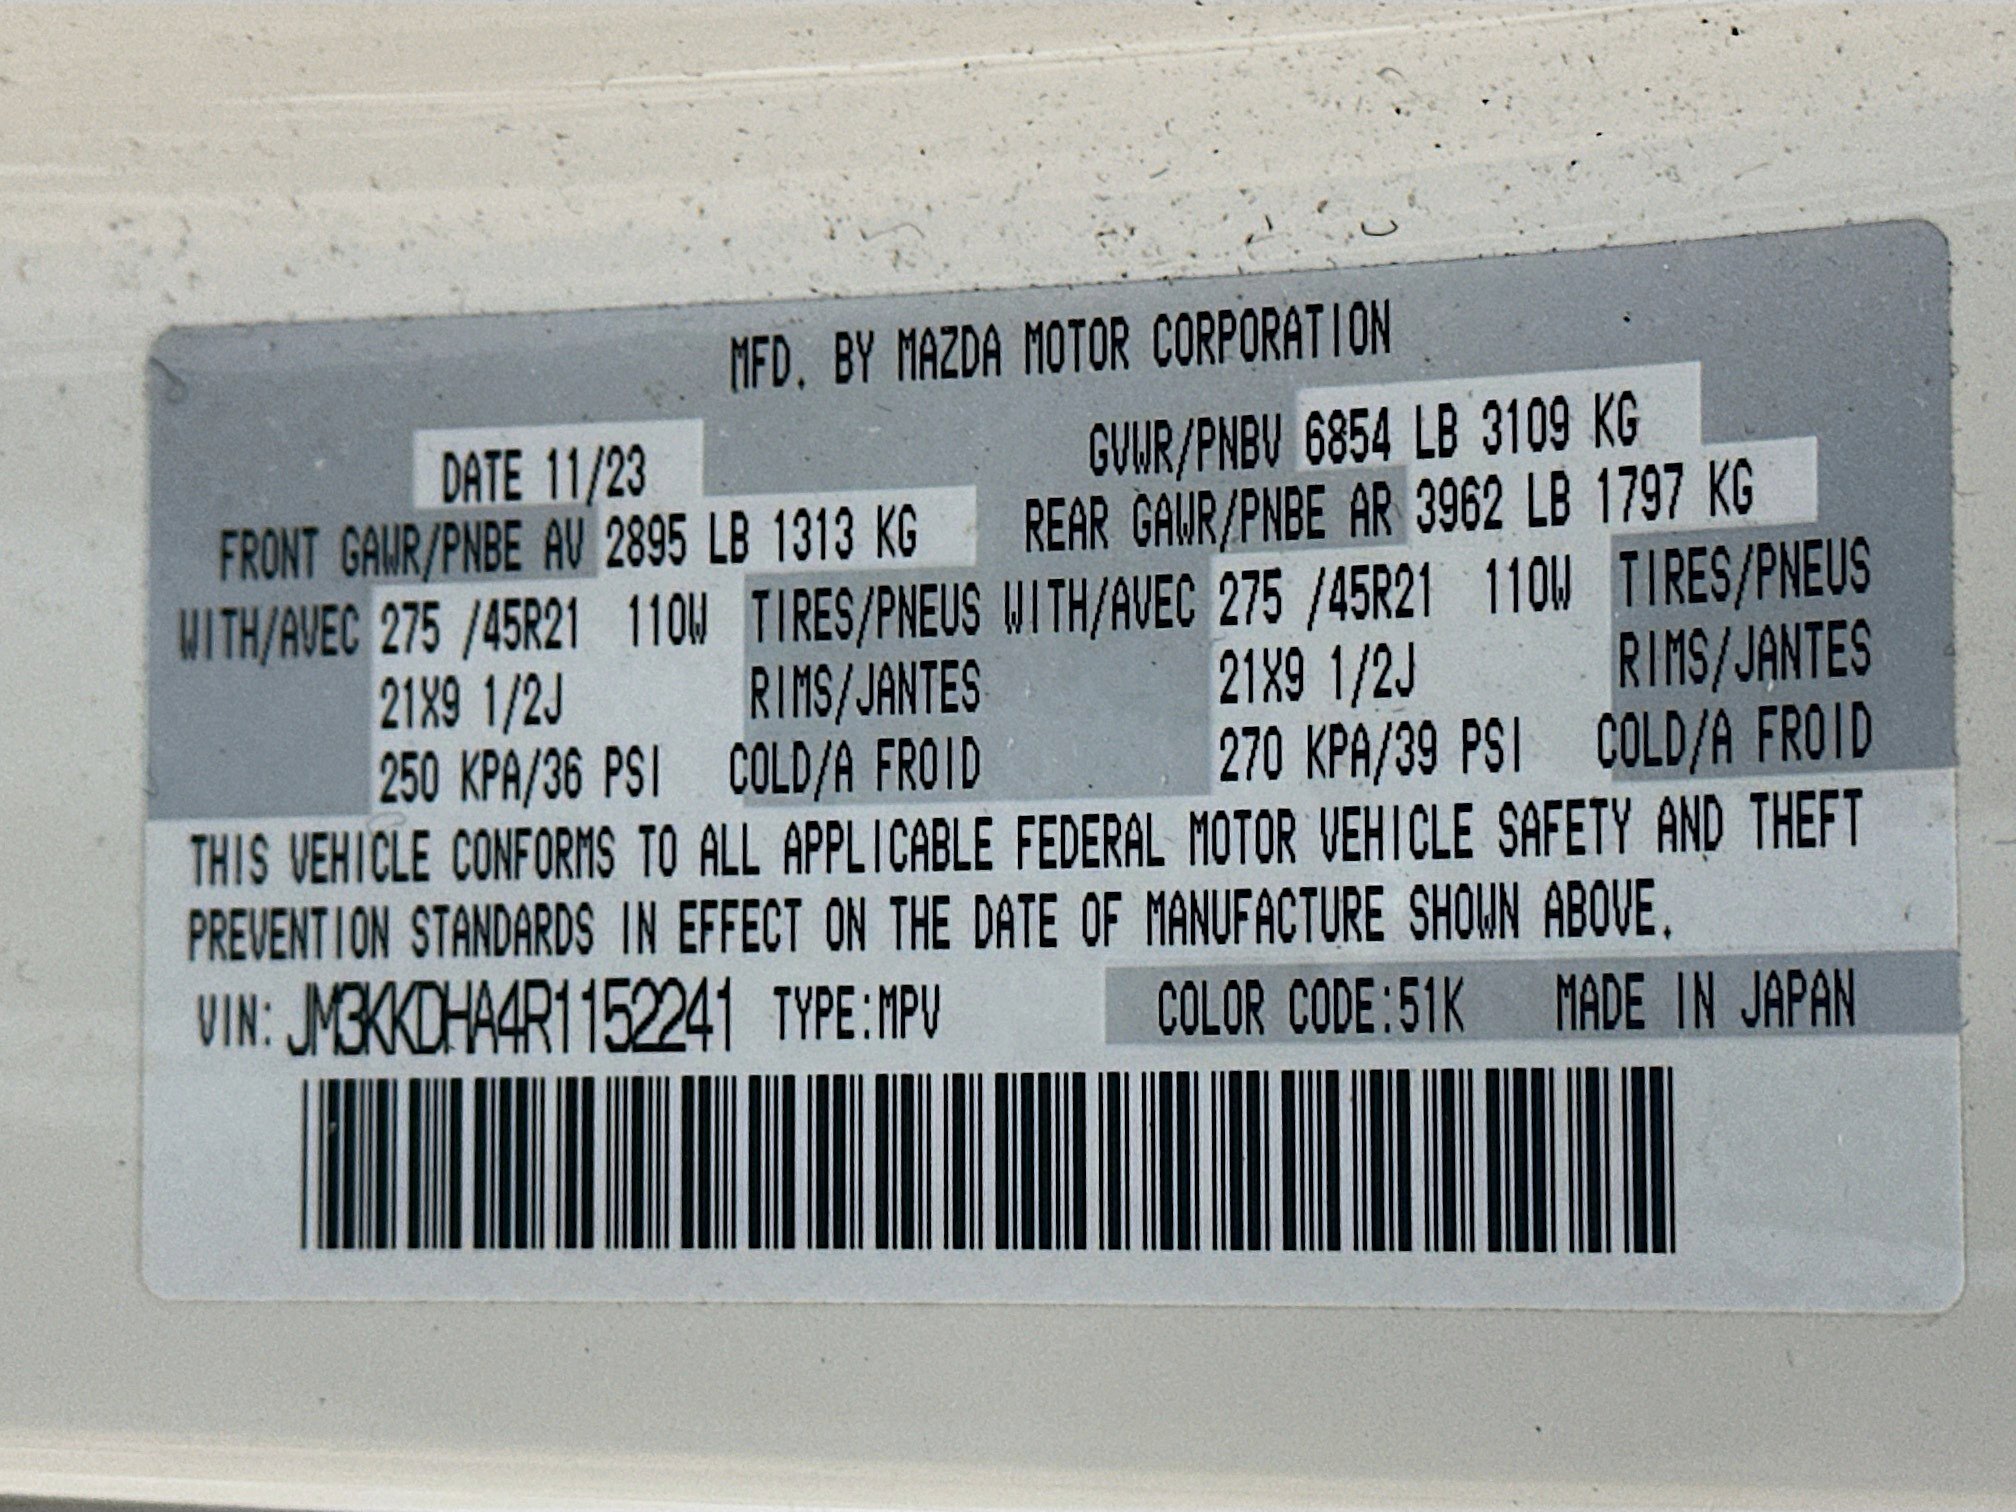 MFD. BY MAZDA MOTOR CORPORATION
DATE 11/23 GVWR/PNBV 6854 LB 3109 KG
FRONT GAWR/PNBE AV 2895 LB 1313 KG REAR GAWR/PNBE AR 3962 LB 1797 KG
WITH/AVEC 275 /45R21 110W TIRES/PNEUS WITH/AVEC 275 /45R21 110W TIRES/PNEUS
21X9 1/2J RIMS/JANTES 21X9 1/2J RIMS/JANTES
250 KPA/36 PSI COLD/A FROID 270 KPA/39 PSI COLD/A FROID
THIS VEHICLE CONFORMS TO ALL APPLICABLE FEDERAL MOTOR VEHICLE SAFETY AND THEFT
PREVENTION STANDARDS IN EFFECT ON THE DATE OF MANUFACTURE SHOWN ABOVE.
VIN: JM3KKDHA4R1152241 TYPE:MPV COLOR CODE:51K MADE IN JAPAN